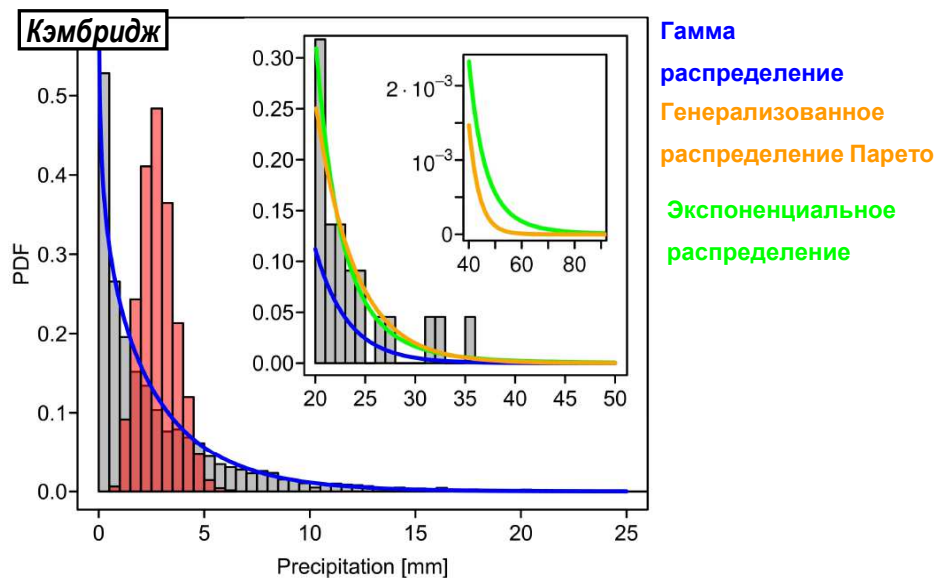 Кэмбридж
Гамма
распределение
Генерализованное
распределение Парето
Экспоненциальное
распределение
PDF
0.5
0.4
0.3
0.2
0.1
0.0
0 5 10 15 20 25
Precipitation [mm]
0.30
0.25
0.20
0.15
0.10
0.05
0.00
20 25 30 35 40 45 50
2 · 10⁻³
10⁻³
0
40 60 80